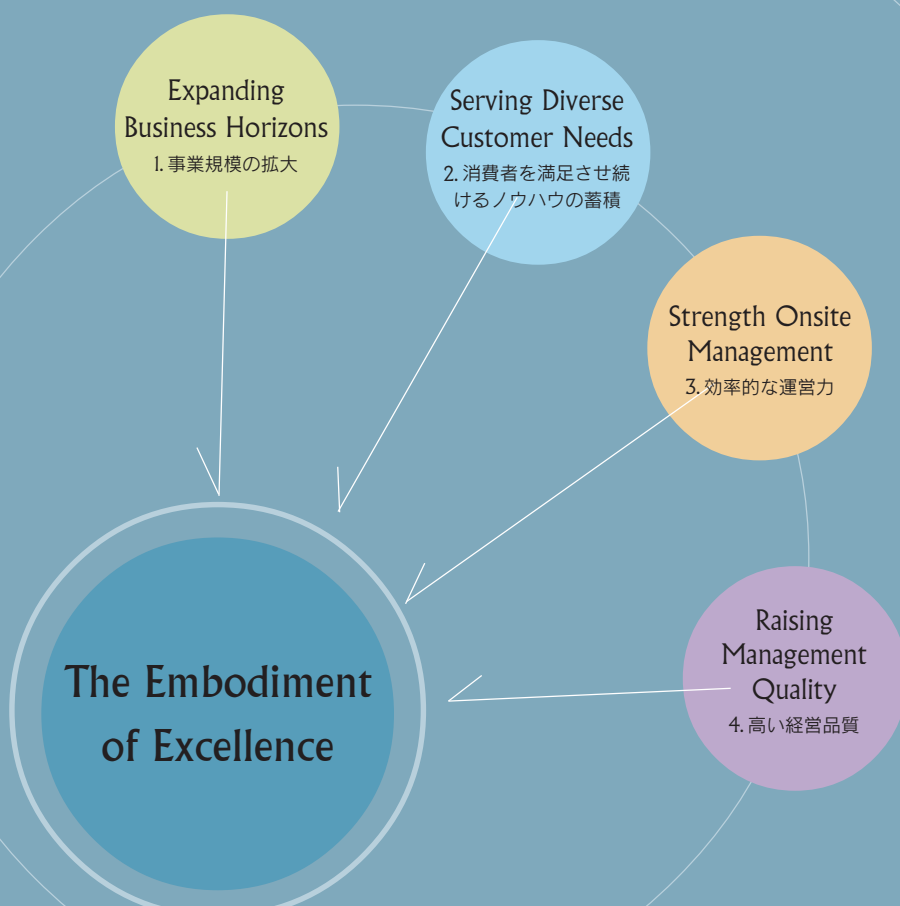 Expanding
Business Horizons
1. 事業規模の拡大
Serving Diverse
Customer Needs
2. 消費者を満足させ続
けるノウハウの蓄積
Strength Onsite
Management
3. 効率的な運営力
Raising
Management
Quality
4. 高い経営品質
The Embodiment
of Excellence